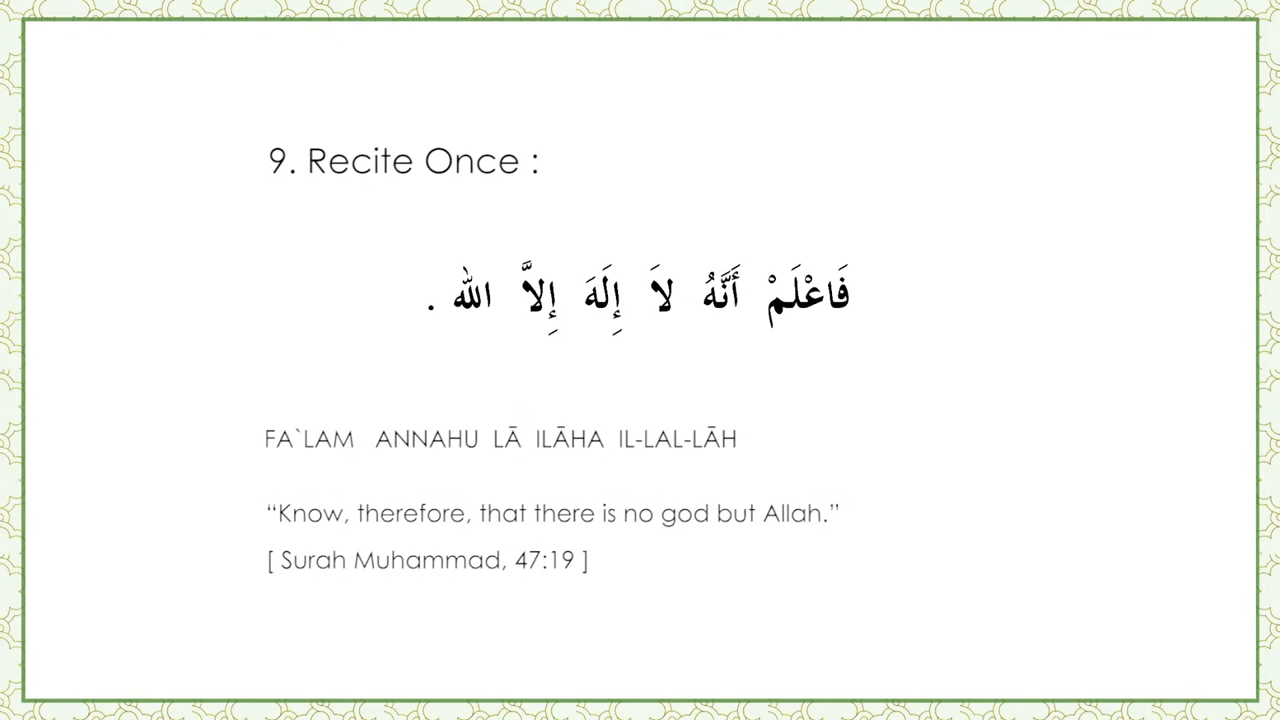 9. Recite Once :
فَاعْلَمْ أَنَّهُ لاَ إِلَهَ إِلاَّ الله .
FA`LAM ANNAHU LĀ ILĀHA IL-LAL-LĀH
“Know, therefore, that there is no god but Allah.”
[ Surah Muhammad, 47:19 ]